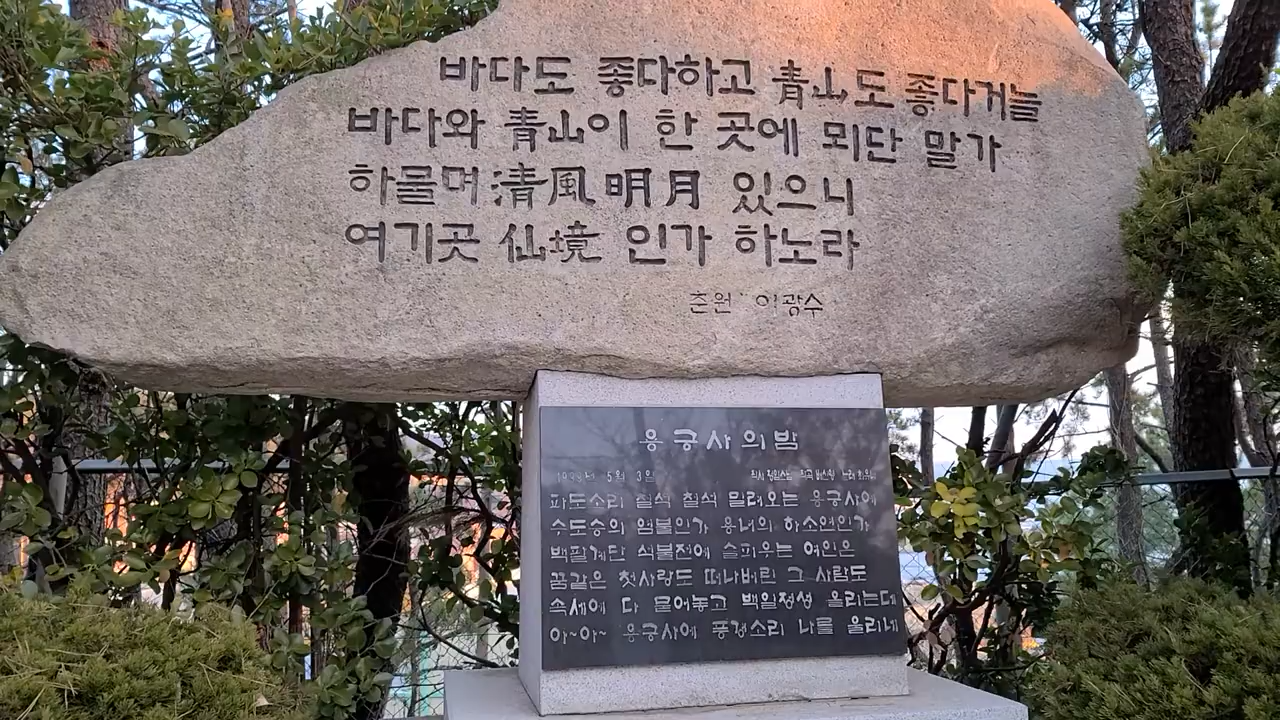 바다도 좋다하고 青山도 좋다거늘
바다와 青山이 한 곳에 뫼단 말가
하물며 清風明月 있으니
여기곳 仙境 인가 하노라
춘원 이광수
용궁사의밤
5월 3일
파도소리 철석 철석 밀려오는 용궁사에
수도승의 염불인가 용녀의 하소연인가
백팔계단 석불전에 슬피우는 여인은
꿈같은 첫사랑도 떠나버린 그 사람도
속세에 다 묻어놓고 백일정성 올리는데
아~아~ 용궁사에 풍경소리 나를 울리네